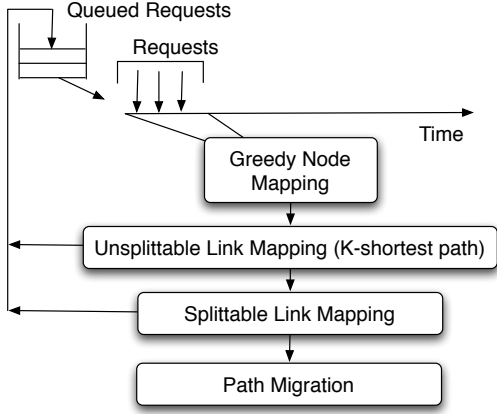 Queued Requests
Requests
Time
Greedy Node
Mapping
Unsplittable Link Mapping (K-shortest path)
Splittable Link Mapping
Path Migration